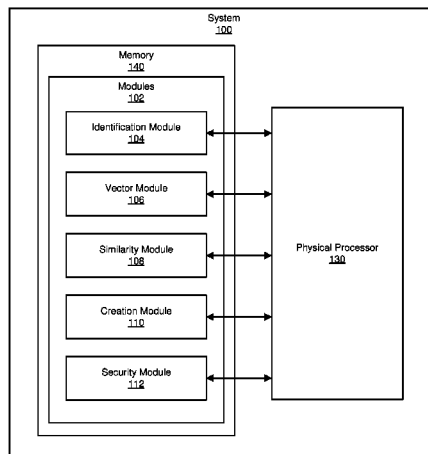 System
100
Memory
140
Modules
102
Identification Module
104
Vector Module
106
Similarity Module
108
Creation Module
110
Security Module
112
Physical Processor
130